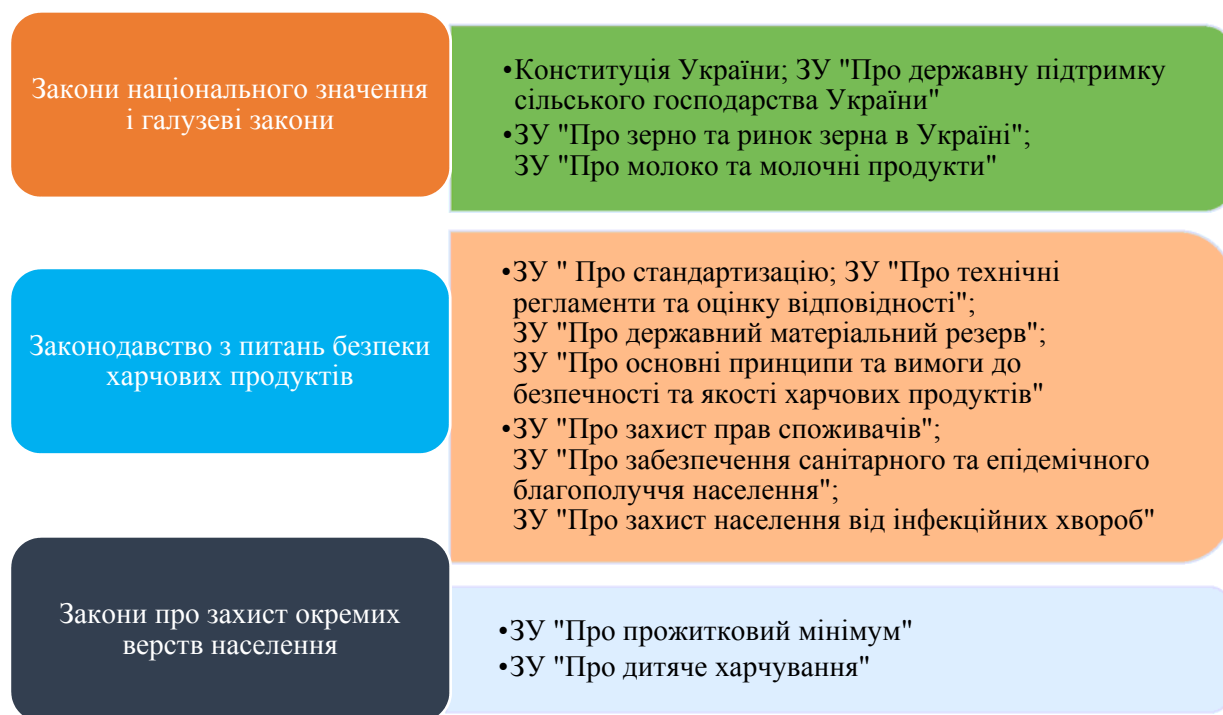 Закони національного значення
і галузеві закони
•Конституція України; ЗУ "Про державну підтримку
сільського господарства України"
•ЗУ "Про зерно та ринок зерна в Україні";
ЗУ "Про молоко та молочні продукти"
Законодавство з питань безпеки
харчових продуктів
•ЗУ " Про стандартизацію; ЗУ "Про технічні
регламенти та оцінку відповідності";
ЗУ "Про державний матеріальний резерв";
ЗУ "Про основні принципи та вимоги до
безпечності та якості харчових продуктів"
•ЗУ "Про захист прав споживачів";
ЗУ "Про забезпечення санітарного та епідемічного
благополуччя населення";
ЗУ "Про захист населення від інфекційних хвороб"
Закони про захист окремих
верств населення
•ЗУ "Про прожитковий мінімум"
•ЗУ "Про дитяче харчування"